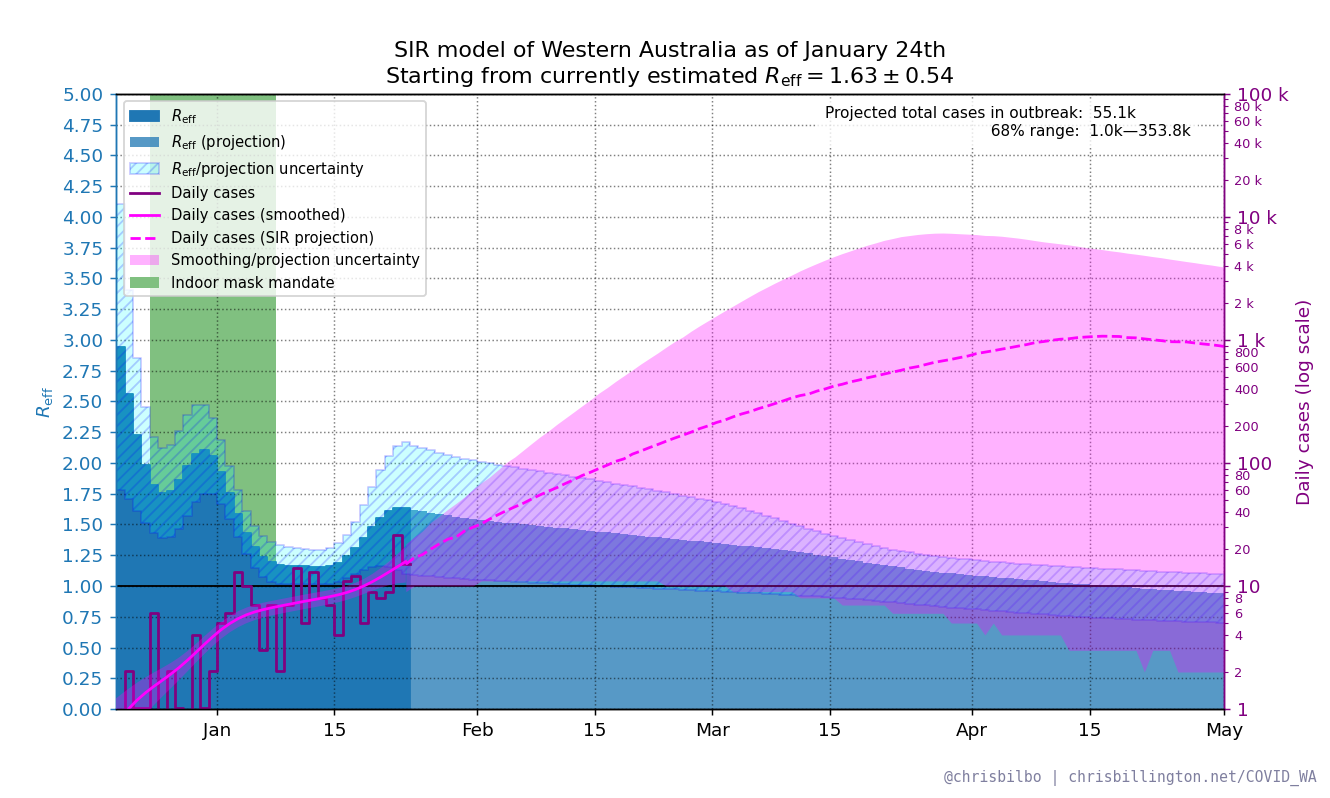 SIR model of Western Australia as of January 24th
Starting from currently estimated Reff = 1.63 ± 0.54
Projected total cases in outbreak: 55.1k
68% range: 1.0k—353.8k
Reff
Reff (projection)
Reff/projection uncertainty
Daily cases
Daily cases (smoothed)
Daily cases (SIR projection)
Smoothing/projection uncertainty
Indoor mask mandate
Reff
5.00
4.75
4.50
4.25
4.00
3.75
3.50
3.25
3.00
2.75
2.50
2.25
2.00
1.75
1.50
1.25
1.00
0.75
0.50
0.25
0.00
Jan
15
Feb
15
Mar
15
Apr
15
May
100 k
80 k
60 k
40 k
20 k
10 k
8 k
6 k
4 k
2 k
1 k
800
600
400
200
100
80
60
40
20
10
8
6
4
2
1
Daily cases (log scale)
@chrisbilbo | chrisbillington.net/COVID_WA